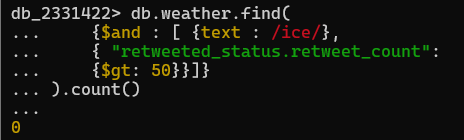 db_2331422> db.weather.find(
... {$and : [ {text : /ice/},
... { "retweeted_status.retweet_count":
... {$gt: 50}}]}
... ).count()
...
0